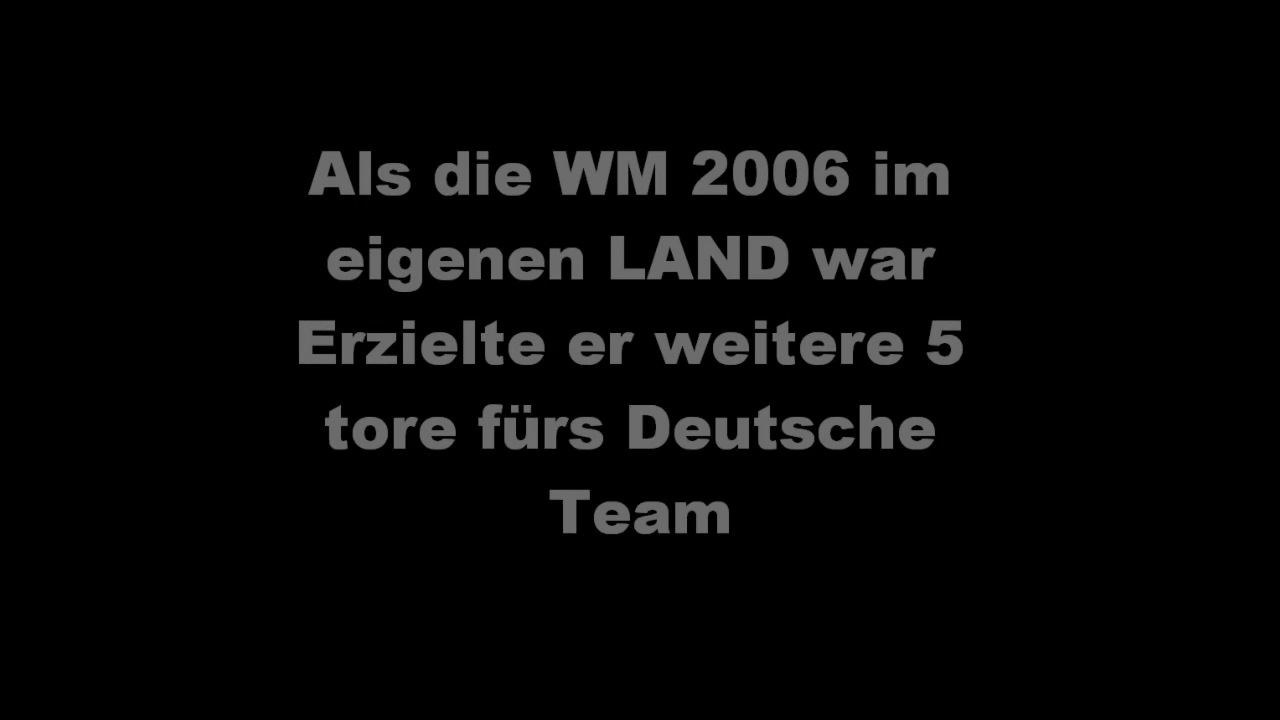 Als die WM 2006 im
eigenen LAND war
Erzielte er weitere 5
tore fürs Deutsche
Team